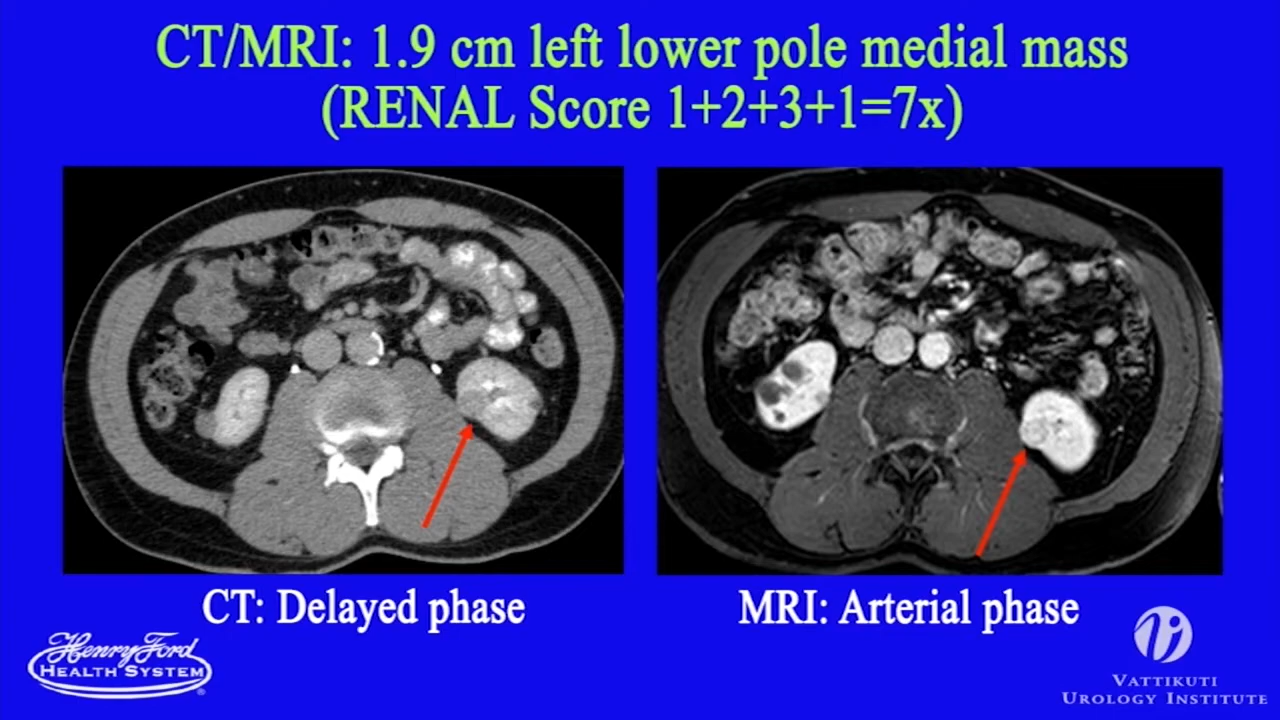 CT/MRI: 1.9 cm left lower pole medial mass
(RENAL Score 1+2+3+1=7x)
CT: Delayed phase
MRI: Arterial phase
Henry Ford
HEALTH SYSTEM
®
VATTIKUTI
UROLOGY INSTITUTE